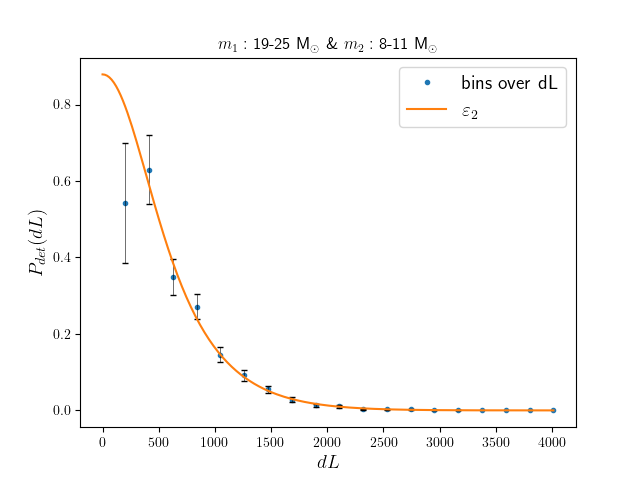 m₁ : 19-25 M⊙ & m₂ : 8-11 M⊙
bins over dL
ε₂
P_det(dL)
0.8
0.6
0.4
0.2
0.0
0 500 1000 1500 2000 2500 3000 3500 4000
dL